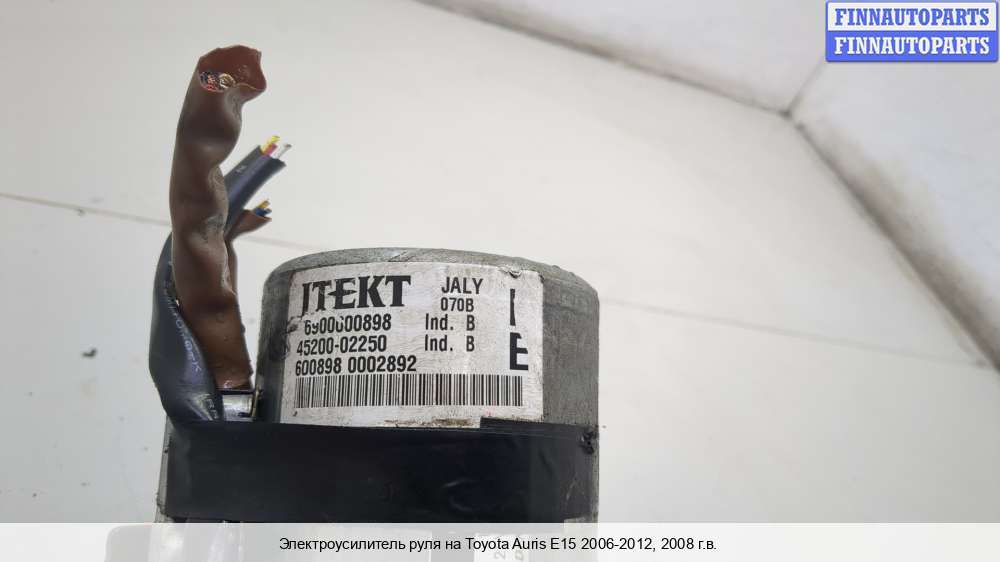 FINNAUTOPARTS
FINNAUTOPARTS
JTEKT JALY
070B
6900600898 Ind. B
45200-02250 Ind. B
E
600898 0002892
Электроусилитель руля на Toyota Auris E15 2006-2012, 2008 г.в.